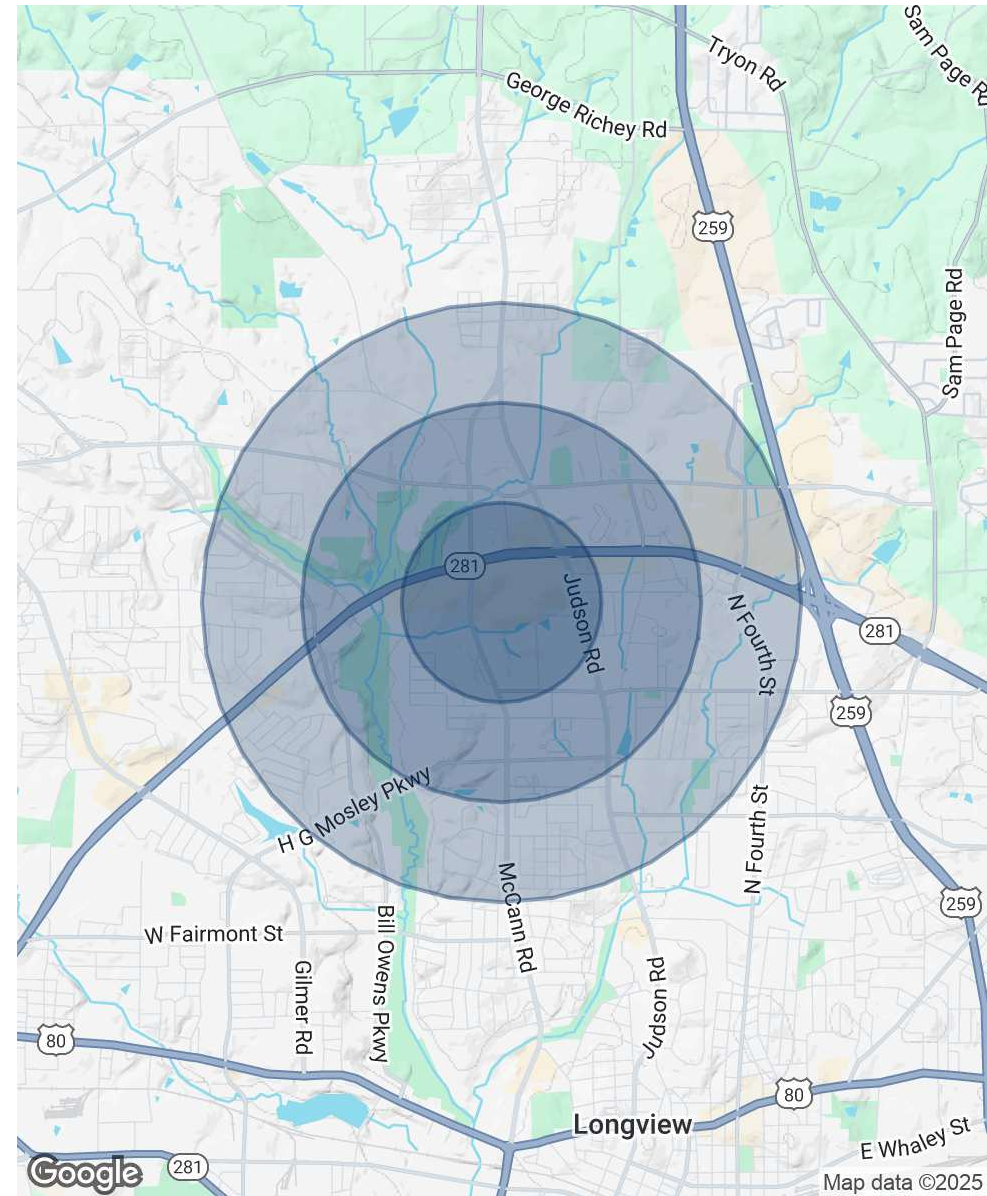 Sam Page Rd
Tryon Rd
George Richey Rd
259
Sam Page Rd
281
Judson Rd
N Fourth St
281
259
H G Mosley Pkwy
N Fourth St
McCann Rd
259
W Fairmont St
Bill Owens Pkwy
Gilmer Rd
Judson Rd
80
80
Longview
E Whaley St
281
Google
Map data ©2025